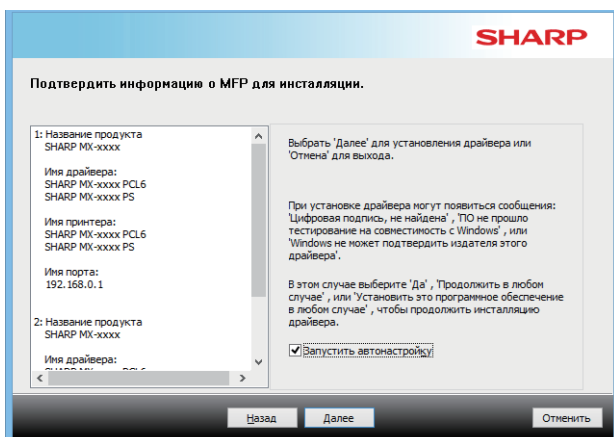 SHARP
Подтвердить информацию о MFP для инсталляции.
1: Название продукта
SHARP MX-xxxx
Имя драйвера:
SHARP MX-xxxx PCL6
SHARP MX-xxxx PS
Имя принтера:
SHARP MX-xxxx PCL6
SHARP MX-xxxx PS
Имя порта:
192.168.0.1
2: Название продукта
SHARP MX-xxxx
Имя драйвера:
Выбрать 'Далее' для установления драйвера или
'Отмена' для выхода.
При установке драйвера могут появиться сообщения:
'Цифровая подпись, не найдена' , 'ПО не прошло
тестирование на совместимость с Windows' , или
'Windows не может подтвердить издателя этого
драйвера'.
В этом случае выберите 'Да' , 'Продолжить в любом
случае' , или 'Установить это программное обеспечение
в любом случае' , чтобы продолжить инсталляцию
драйвера.
Запустить автонастройку
Назад
Далее
Отменить